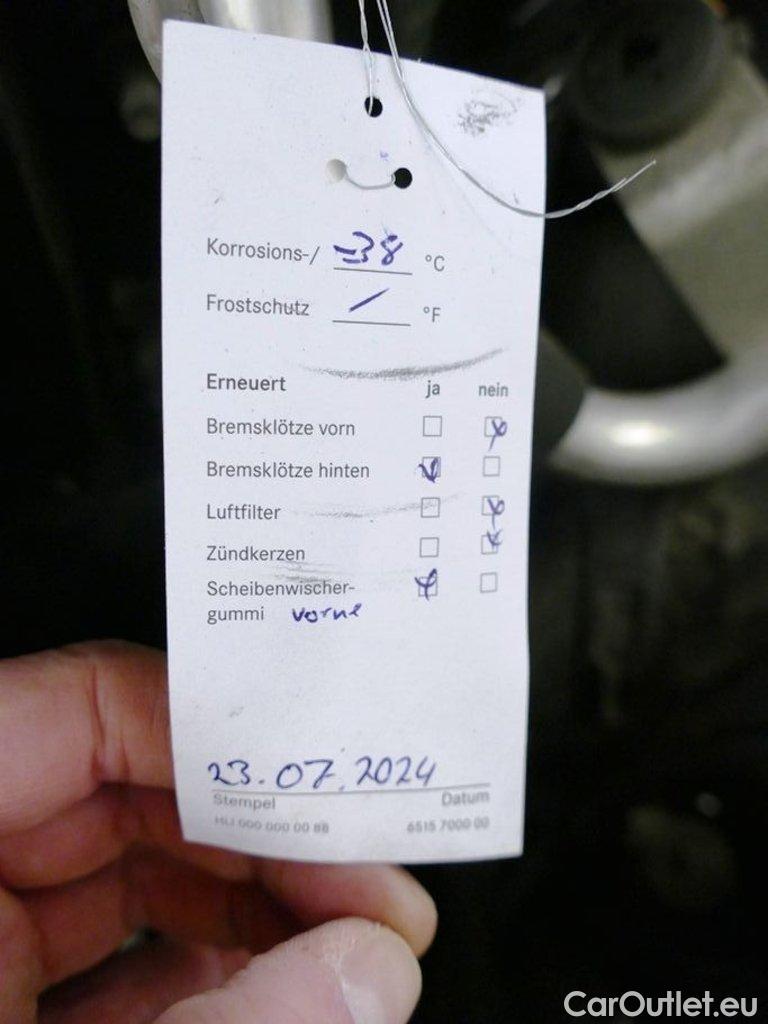 Korrosions-/ -38 °C
Frostschutz / °F
Erneuert ja nein
Bremsklötze vorn
Bremsklötze hinten
Luftfilter
Zündkerzen
Scheibenwischer-
gummi vorne
23.07.2024
Stempel Datum
HLI 000 000 00 88 6515 7000 00
CarOutlet.eu